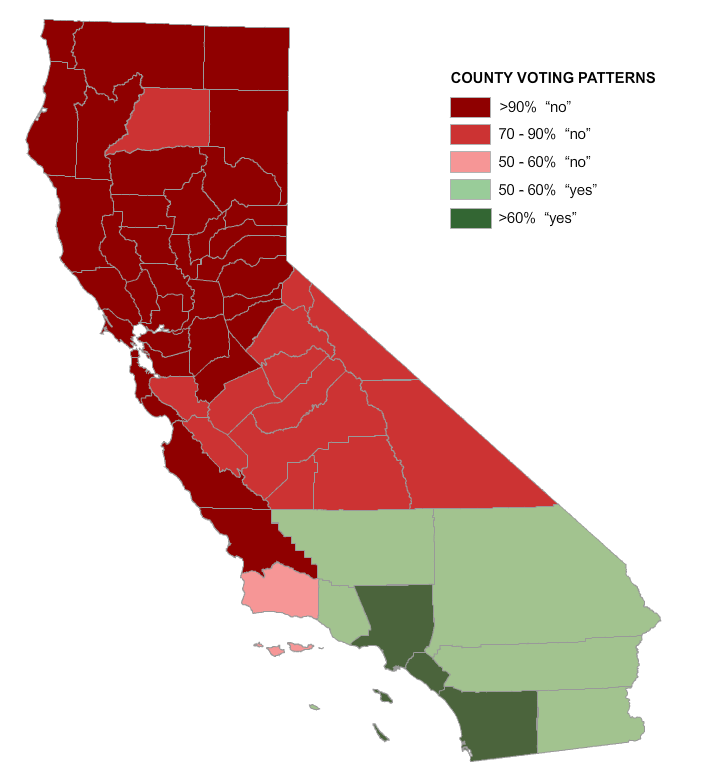 COUNTY VOTING PATTERNS
>90% “no”
70 - 90% “no”
50 - 60% “no”
50 - 60% “yes”
>60% “yes”